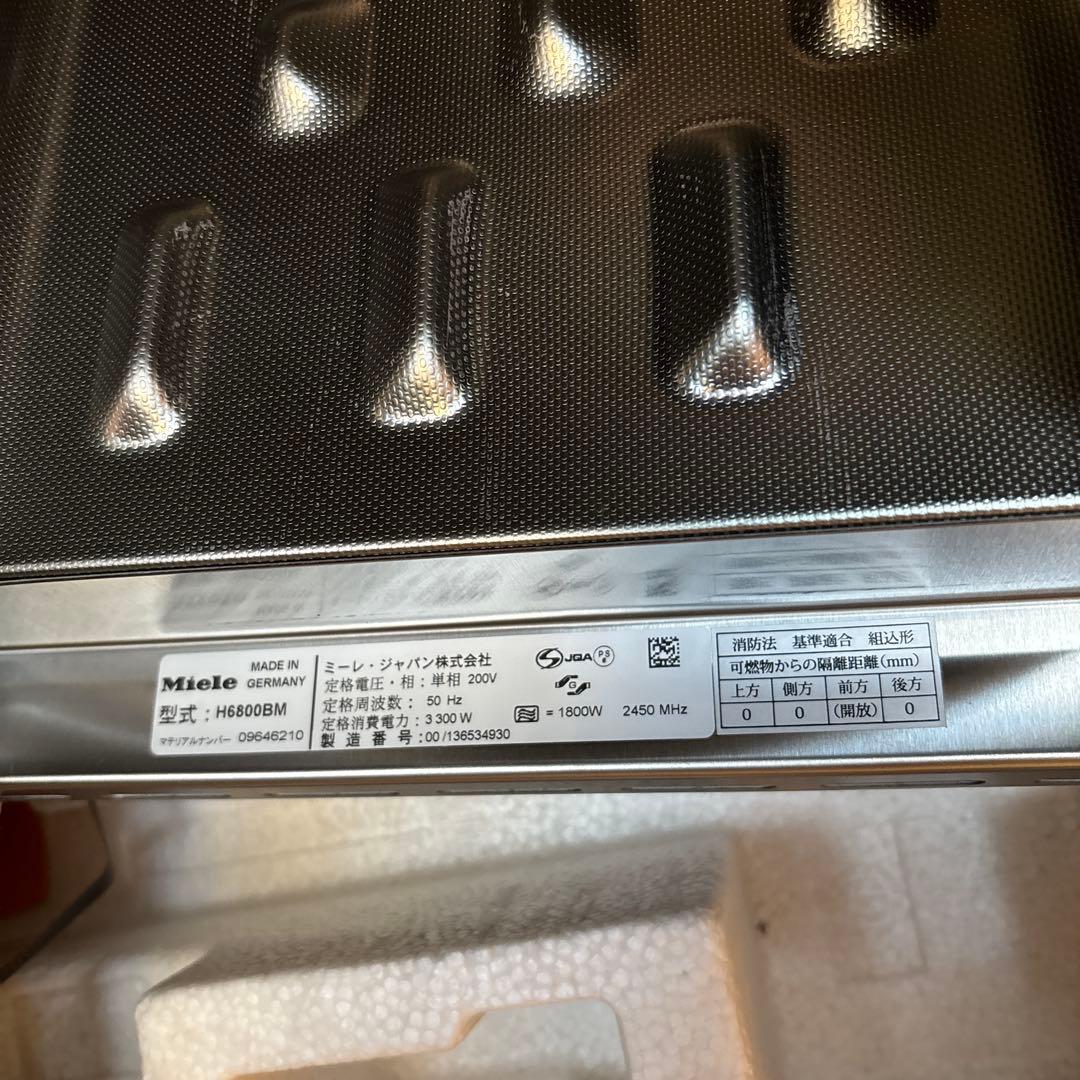 Miele MADE IN GERMANY
型式：H6800BM
マテリアルナンバー 09646210
ミーレ・ジャパン株式会社
定格電圧・相：単相 200V
定格周波数： 50 Hz
定格消費電力：3 300 W
製造番号：00 /136534930
JQA PS E
S G
= 1800W 2450 MHz
消防法 基準適合 組込形
可燃物からの隔離距離(mm)
上方 側方 前方 後方
0 0 (開放) 0